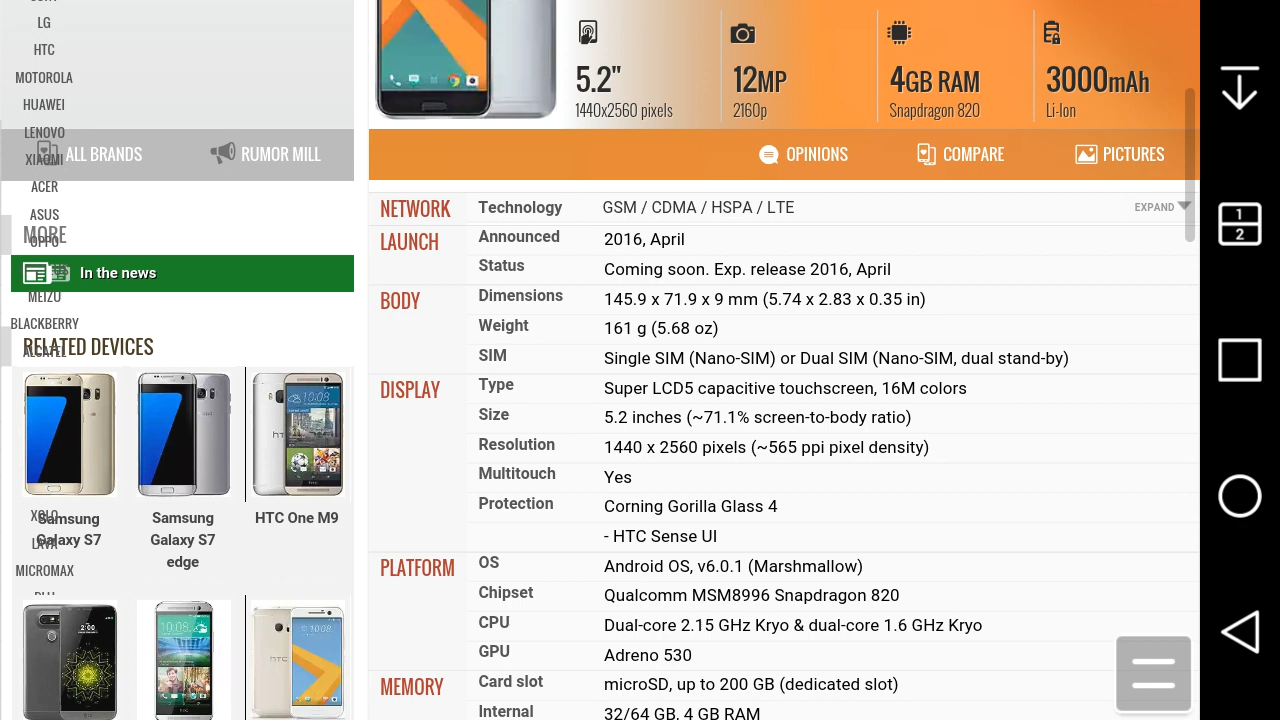 LG
HTC
MOTOROLA
HUAWEI
LENOVO
XIAOMI
ACER
ASUS
OPPO
MEIZU
BLACKBERRY
ALCATEL
XOLO
LAVA
MICROMAX
ALL BRANDS
RUMOR MILL
MORE
In the news
RELATED DEVICES
Samsung Galaxy S7
Samsung Galaxy S7 edge
HTC One M9
5.2"
1440x2560 pixels
12MP
2160p
4GB RAM
Snapdragon 820
3000mAh
Li-Ion
OPINIONS
COMPARE
PICTURES
NETWORK Technology GSM / CDMA / HSPA / LTE EXPAND
LAUNCH Announced 2016, April
Status Coming soon. Exp. release 2016, April
BODY Dimensions 145.9 x 71.9 x 9 mm (5.74 x 2.83 x 0.35 in)
Weight 161 g (5.68 oz)
SIM Single SIM (Nano-SIM) or Dual SIM (Nano-SIM, dual stand-by)
DISPLAY Type Super LCD5 capacitive touchscreen, 16M colors
Size 5.2 inches (~71.1% screen-to-body ratio)
Resolution 1440 x 2560 pixels (~565 ppi pixel density)
Multitouch Yes
Protection Corning Gorilla Glass 4
- HTC Sense UI
PLATFORM OS Android OS, v6.0.1 (Marshmallow)
Chipset Qualcomm MSM8996 Snapdragon 820
CPU Dual-core 2.15 GHz Kryo & dual-core 1.6 GHz Kryo
GPU Adreno 530
MEMORY Card slot microSD, up to 200 GB (dedicated slot)
Internal 32/64 GB, 4 GB RAM
1
2